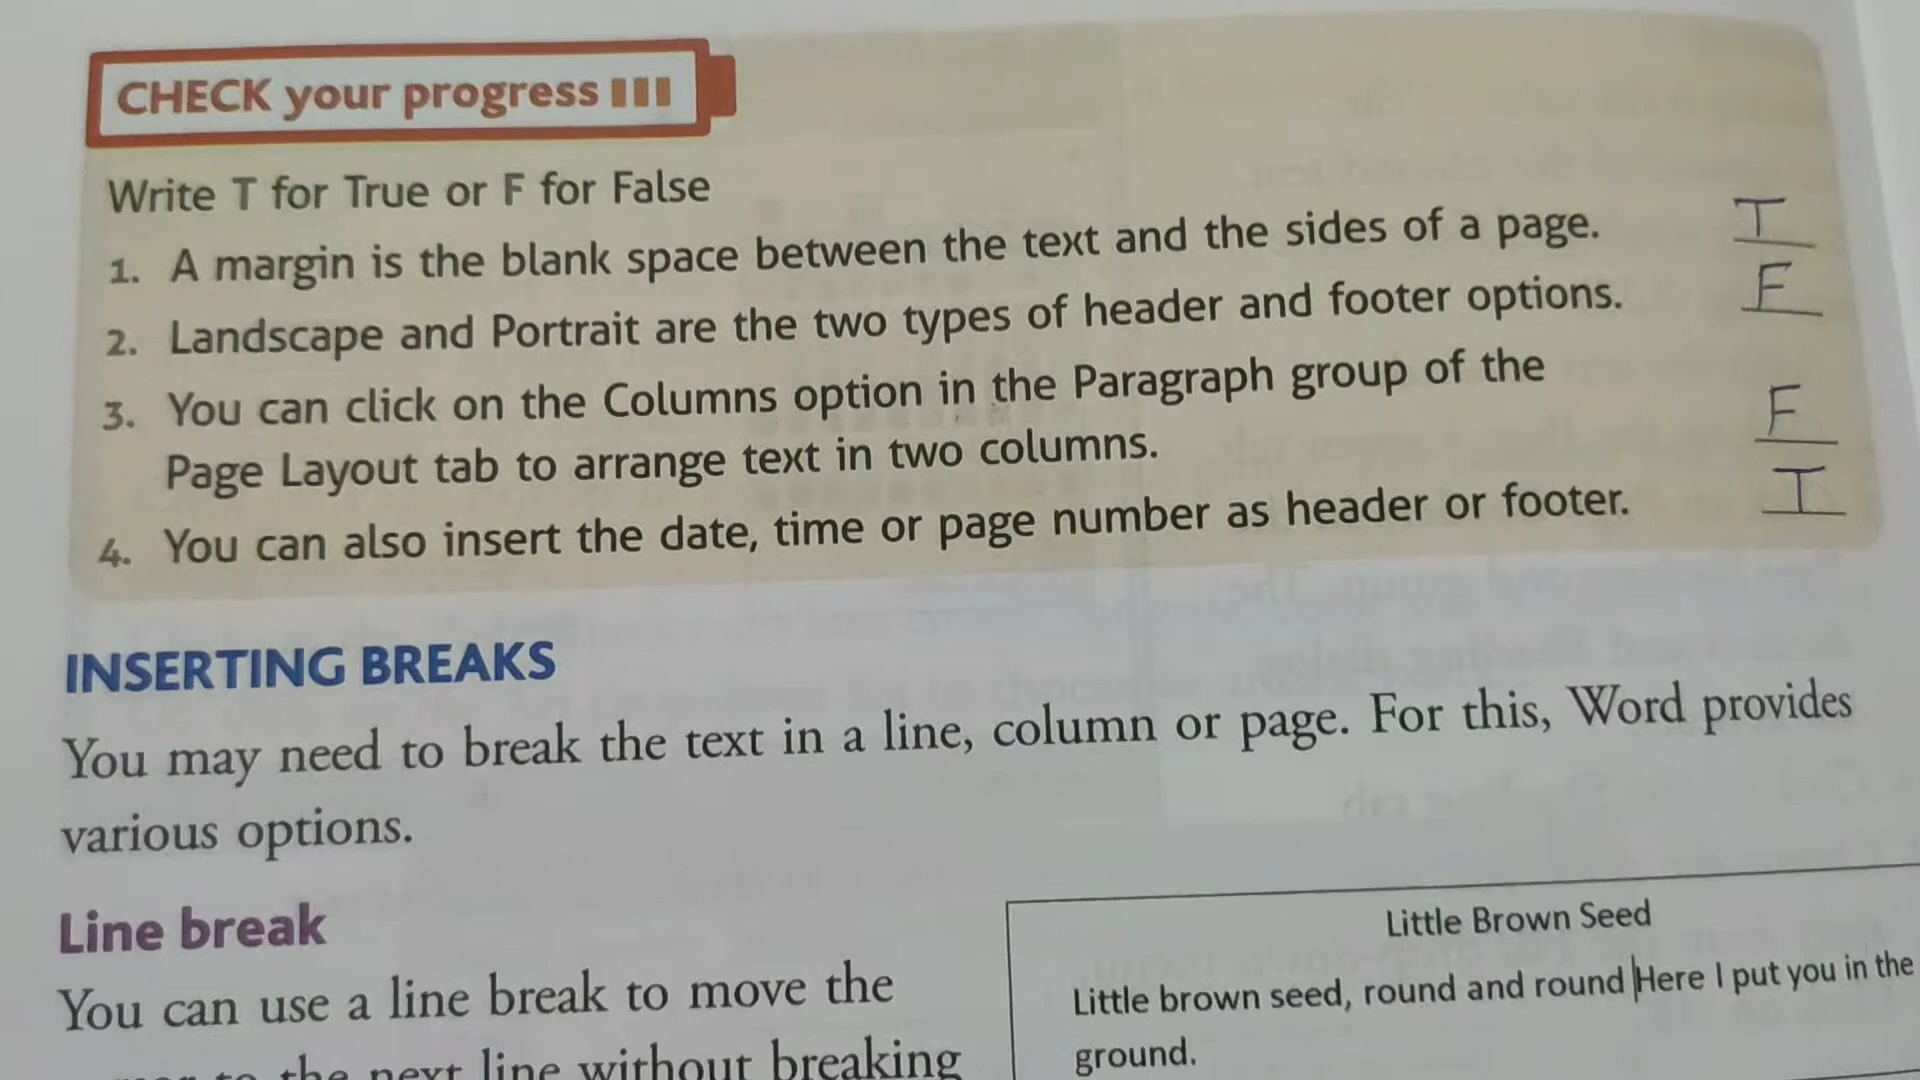 CHECK your progress
Write T for True or F for False
1. A margin is the blank space between the text and the sides of a page. T
2. Landscape and Portrait are the two types of header and footer options. F
3. You can click on the Columns option in the Paragraph group of the
Page Layout tab to arrange text in two columns. F
4. You can also insert the date, time or page number as header or footer. T
INSERTING BREAKS
You may need to break the text in a line, column or page. For this, Word provides
various options.
Line break
You can use a line break to move the
to the next line without breaking
Little Brown Seed
Little brown seed, round and round Here I put you in the
ground.